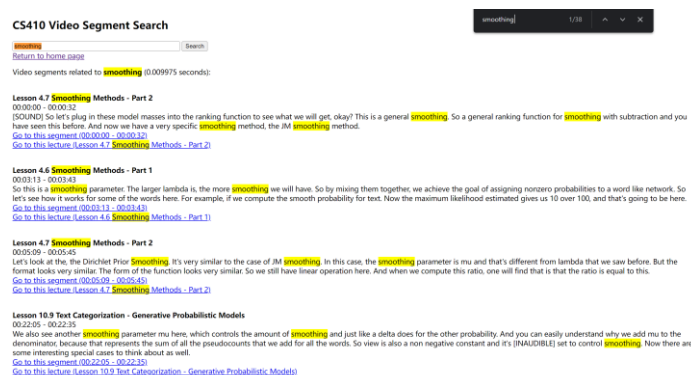 smoothing 1/38
CS410 Video Segment Search
smoothing Search
Return to home page
Video segments related to smoothing (0.009975 seconds):
Lesson 4.7 Smoothing Methods - Part 2
00:00:00 - 00:00:32
[SOUND] So let's plug in these model masses into the ranking function to see what we will get, okay? This is a general smoothing. So a general ranking function for smoothing with subtraction and you
have seen this before. And now we have a very specific smoothing method, the JM smoothing method.
Go to this segment (00:00:00 - 00:00:32)
Go to this lecture (Lesson 4.7 Smoothing Methods - Part 2)
Lesson 4.6 Smoothing Methods - Part 1
00:03:13 - 00:03:43
So this is a smoothing parameter. The larger lambda is, the more smoothing we will have. So by mixing them together, we achieve the goal of assigning nonzero probabilities to a word like network. So
let's see how it works for some of the words here. For example, if we compute the smooth probability for text. Now the maximum likelihood estimated gives us 10 over 100, and that's going to be here.
Go to this segment (00:03:13 - 00:03:43)
Go to this lecture (Lesson 4.6 Smoothing Methods - Part 1)
Lesson 4.7 Smoothing Methods - Part 2
00:05:09 - 00:05:45
Let's look at the, the Dirichlet Prior Smoothing. It's very similar to the case of JM smoothing. In this case, the smoothing parameter is mu and that's different from lambda that we saw before. But the
format looks very similar. The form of the function looks very similar. So we still have linear operation here. And when we compute this ratio, one will find that is that the ratio is equal to this.
Go to this segment (00:05:09 - 00:05:45)
Go to this lecture (Lesson 4.7 Smoothing Methods - Part 2)
Lesson 10.9 Text Categorization - Generative Probabilistic Models
00:22:05 - 00:22:35
We also see another smoothing parameter mu here, which controls the amount of smoothing and just like a delta does for the other probability. And you can easily understand why we add mu to the
denominator, because that represents the sum of all the pseudocounts that we add for all the words. So view is also a non negative constant and it's [INAUDIBLE] set to control smoothing. Now there are
some interesting special cases to think about as well.
Go to this segment (00:22:05 - 00:22:35)
Go to this lecture (Lesson 10.9 Text Categorization - Generative Probabilistic Models)